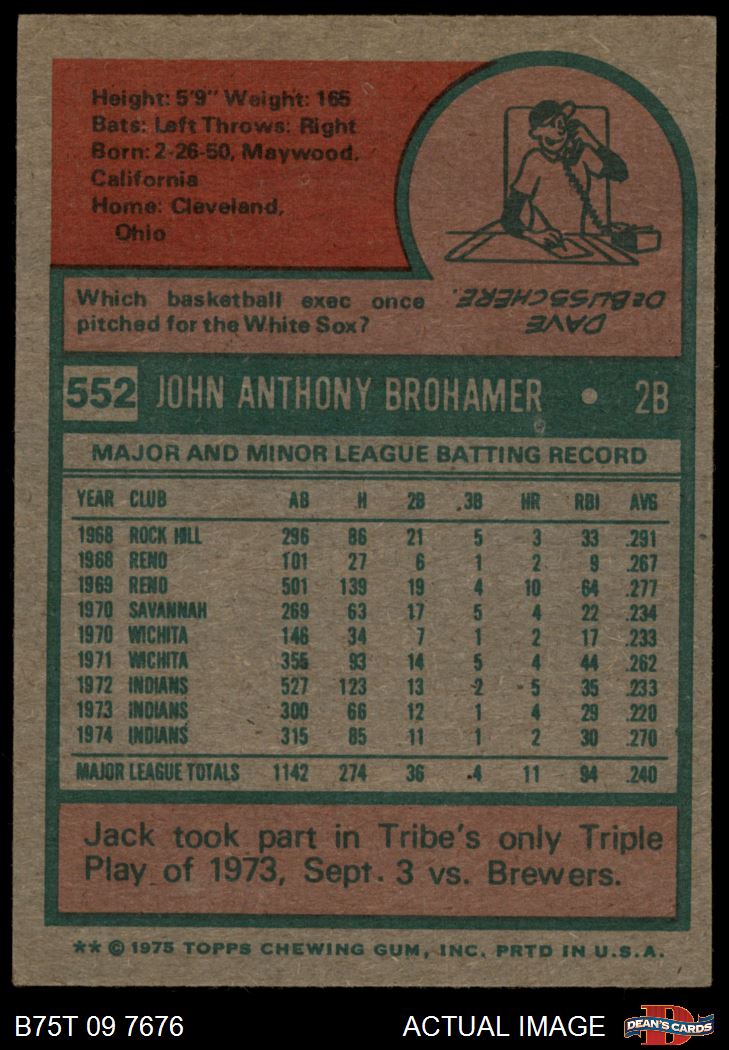 Height: 5'9" Weight: 165
Bats: Left Throws: Right
Born: 2-26-50, Maywood,
California
Home: Cleveland,
Ohio
Which basketball exec once
pitched for the White Sox?
DAVE
DeBUSSCHERE.
552 JOHN ANTHONY BROHAMER • 2B
MAJOR AND MINOR LEAGUE BATTING RECORD
YEAR CLUB AB H 2B 3B HR RBI AVG
1968 ROCK HILL 296 86 21 5 3 33 .291
1968 RENO 101 27 6 1 2 9 .267
1969 RENO 501 139 19 4 10 64 .277
1970 SAVANNAH 269 63 17 5 4 22 .234
1970 WICHITA 146 34 7 1 2 17 .233
1971 WICHITA 355 93 14 5 4 44 .262
1972 INDIANS 527 123 13 2 5 35 .233
1973 INDIANS 300 66 12 1 4 29 .220
1974 INDIANS 315 85 11 1 2 30 .270
MAJOR LEAGUE TOTALS 1142 274 36 4 11 94 .240
Jack took part in Tribe's only Triple
Play of 1973, Sept. 3 vs. Brewers.
** © 1975 TOPPS CHEWING GUM, INC. PRTD IN U.S.A.
B75T 09 7676 ACTUAL IMAGE
DEAN'S CARDS